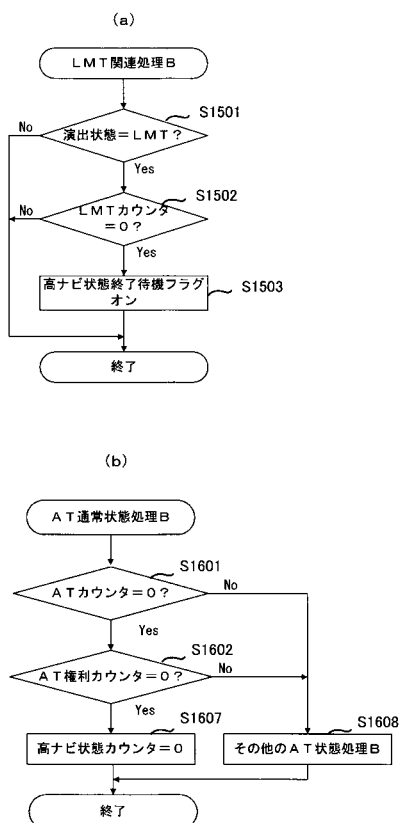 (a)
LMT関連処理B
S1501
No
演出状態=LMT?
Yes
S1502
No
LMTカウンタ
=0?
Yes
高ナビ状態終了待機フラグ
オン
S1503
終了
(b)
AT通常状態処理B
S1601
ATカウンタ=0?
No
Yes
S1602
AT権利カウンタ=0?
No
Yes
S1607
S1608
高ナビ状態カウンタ=0
その他のAT状態処理B
終了